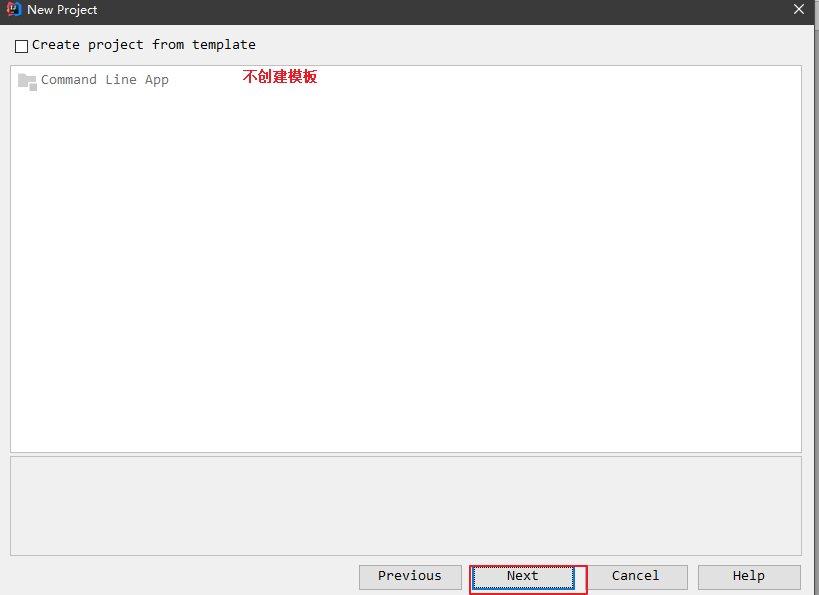 New Project
Create project from template
Command Line App
不创建模板
Previous
Next
Cancel
Help